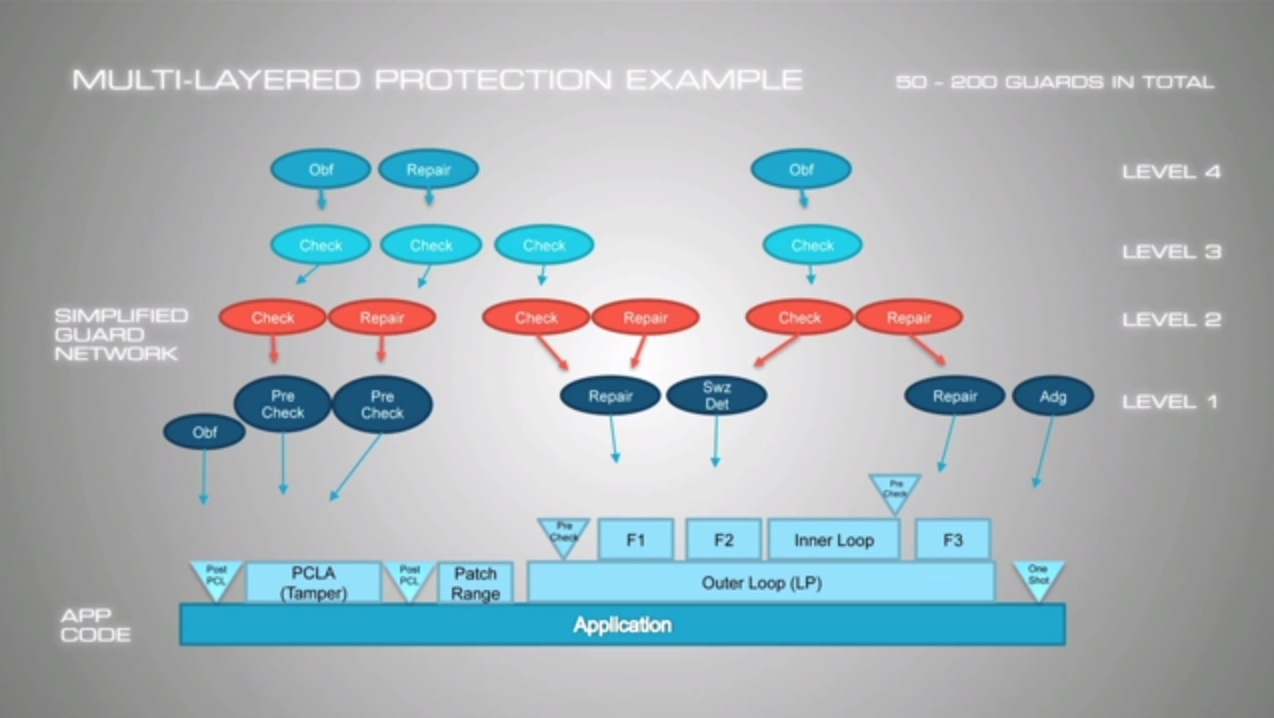 MULTI-LAYERED PROTECTION EXAMPLE
50 - 200 GUARDS IN TOTAL
Obf
Repair
Obf
LEVEL 4
Check
Check
Check
Check
LEVEL 3
SIMPLIFIED
GUARD
NETWORK
Check
Repair
Check
Repair
Check
Repair
LEVEL 2
Obf
Pre
Check
Pre
Check
Repair
Swz
Det
Repair
Adg
LEVEL 1
Pre
Check
Pre
Check
F1
F2
Inner Loop
F3
Post
PCL
PCLA
(Tamper)
Post
PCL
Patch
Range
Outer Loop (LP)
One
Shot
APP
CODE
Application